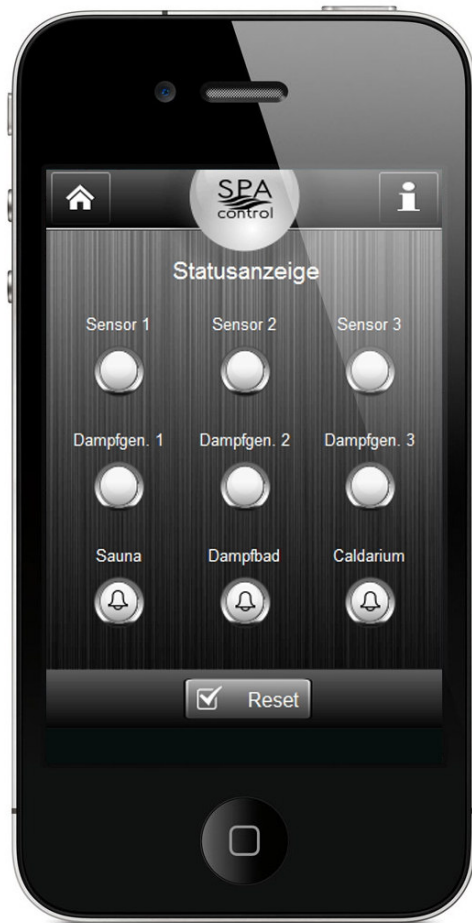 SPA
control
Statusanzeige
Sensor 1 Sensor 2 Sensor 3
Dampfgen. 1 Dampfgen. 2 Dampfgen. 3
Sauna Dampfbad Caldarium
Reset